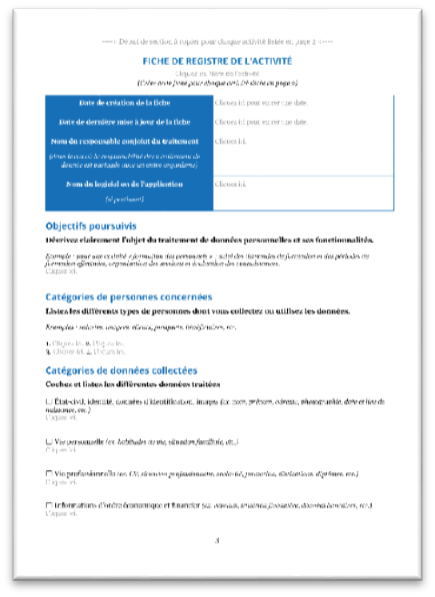 ----> Début de section à copier pour chaque activité listée en page 2 <----
FICHE DE REGISTRE DE L'ACTIVITÉ
Cliquez ici. Nom de l'activité
(Créer une fiche pour chaque activité listée en page 2)
Date de création de la fiche
Cliquez ici pour entrer une date.
Date de dernière mise à jour de la fiche
Cliquez ici pour entrer une date.
Nom du responsable conjoint du traitement
Cliquez ici.
(dans le cas où la responsabilité de ce traitement de
donnée est partagée avec un autre organisme)
Nom du logiciel ou de l'application
Cliquez ici.
(si pertinent)
Objectifs poursuivis
Décrivez clairement l'objet du traitement de données personnelles et ses fonctionnalités.
Exemple : pour une activité « formation des personnels » : suivi des demandes de formation et des périodes de
formation effectuées, organisation des sessions et évaluation des connaissances.
Cliquez ici.
Catégories de personnes concernées
Listez les différents types de personnes dont vous collectez ou utilisez les données.
Exemples : salariés, usagers, clients, prospects, bénéficiaires, etc.
1. Cliquez ici.
Cliquez ici.
3. Cliquez ici. 4. Cliquez ici.
Catégories de données collectées
Cochez et listez les différentes données traitées
☐ État-civil, identité, données d'identification, images (ex. nom, prénom, adresse, photographie, date et lieu de
naissance, etc.)
Cliquez ici.
☐ Vie personnelle (ex. habitudes de vie, situation familiale, etc.)
Cliquez ici.
☐ Vie professionnelle (ex. CV, situation professionnelle, scolarité, formation, distinctions, diplômes, etc.)
Cliquez ici.
☐ Informations d'ordre économique et financier (ex. revenus, situation financière, données bancaires, etc.)
Cliquez ici.
3